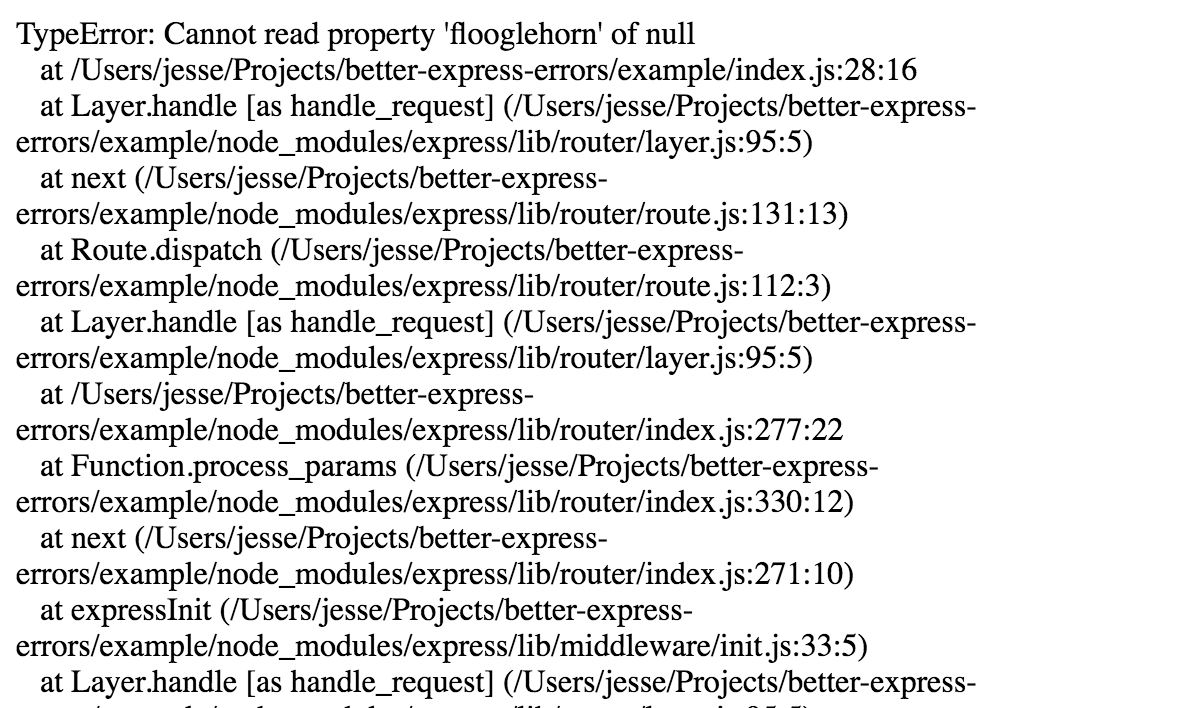 TypeError: Cannot read property 'flooglehorn' of null
at /Users/jesse/Projects/better-express-errors/example/index.js:28:16
at Layer.handle [as handle_request] (/Users/jesse/Projects/better-express-
errors/example/node_modules/express/lib/router/layer.js:95:5)
at next (/Users/jesse/Projects/better-express-
errors/example/node_modules/express/lib/router/route.js:131:13)
at Route.dispatch (/Users/jesse/Projects/better-express-
errors/example/node_modules/express/lib/router/route.js:112:3)
at Layer.handle [as handle_request] (/Users/jesse/Projects/better-express-
errors/example/node_modules/express/lib/router/layer.js:95:5)
at /Users/jesse/Projects/better-express-
errors/example/node_modules/express/lib/router/index.js:277:22
at Function.process_params (/Users/jesse/Projects/better-express-
errors/example/node_modules/express/lib/router/index.js:330:12)
at next (/Users/jesse/Projects/better-express-
errors/example/node_modules/express/lib/router/index.js:271:10)
at expressInit (/Users/jesse/Projects/better-express-
errors/example/node_modules/express/lib/middleware/init.js:33:5)
at Layer.handle [as handle_request] (/Users/jesse/Projects/better-express-